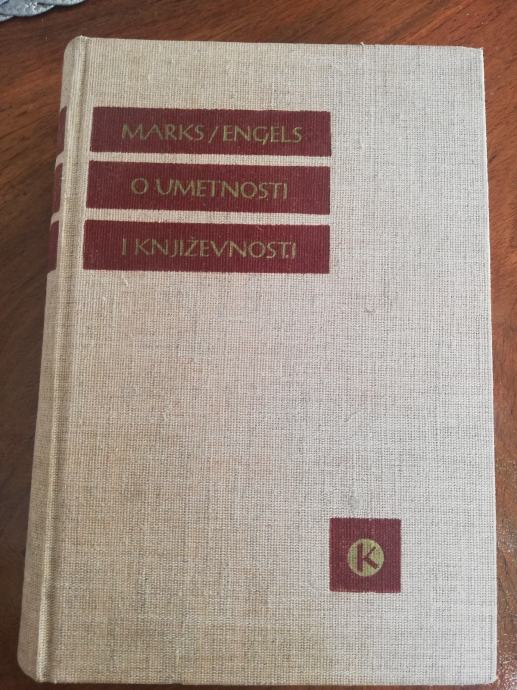 MARKS/ENGELS
O UMETNOSTI
I KNJIŽEVNOSTI
K